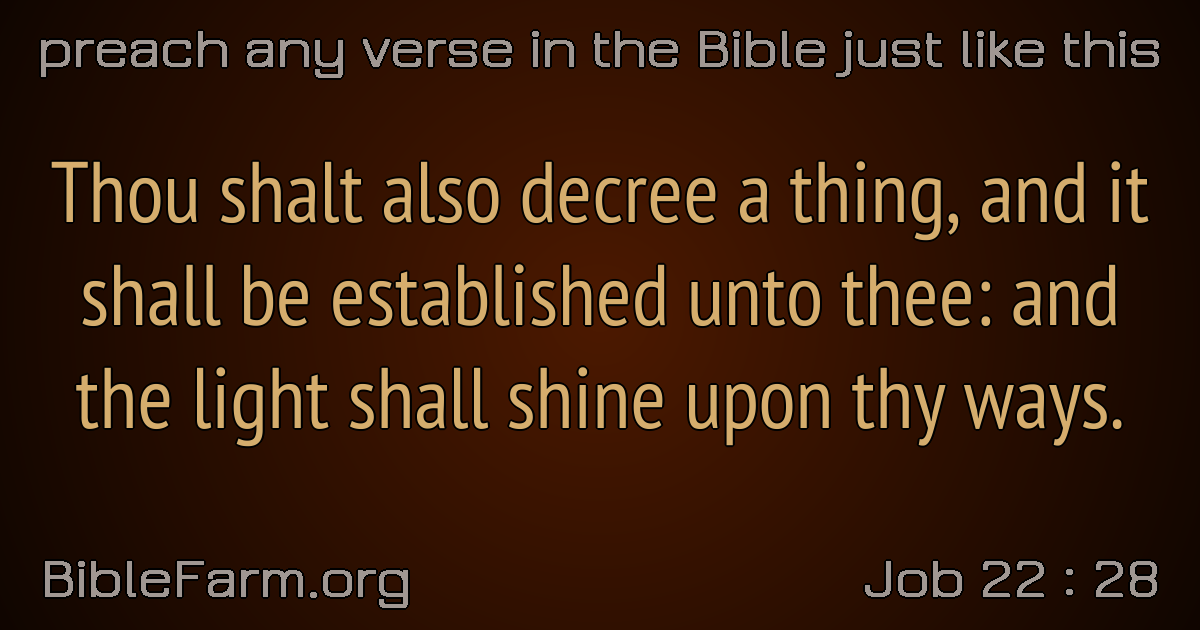 preach any verse in the Bible just like this
Thou shalt also decree a thing, and it
shall be established unto thee: and
the light shall shine upon thy ways.
BibleFarm.org
Job 22 : 28